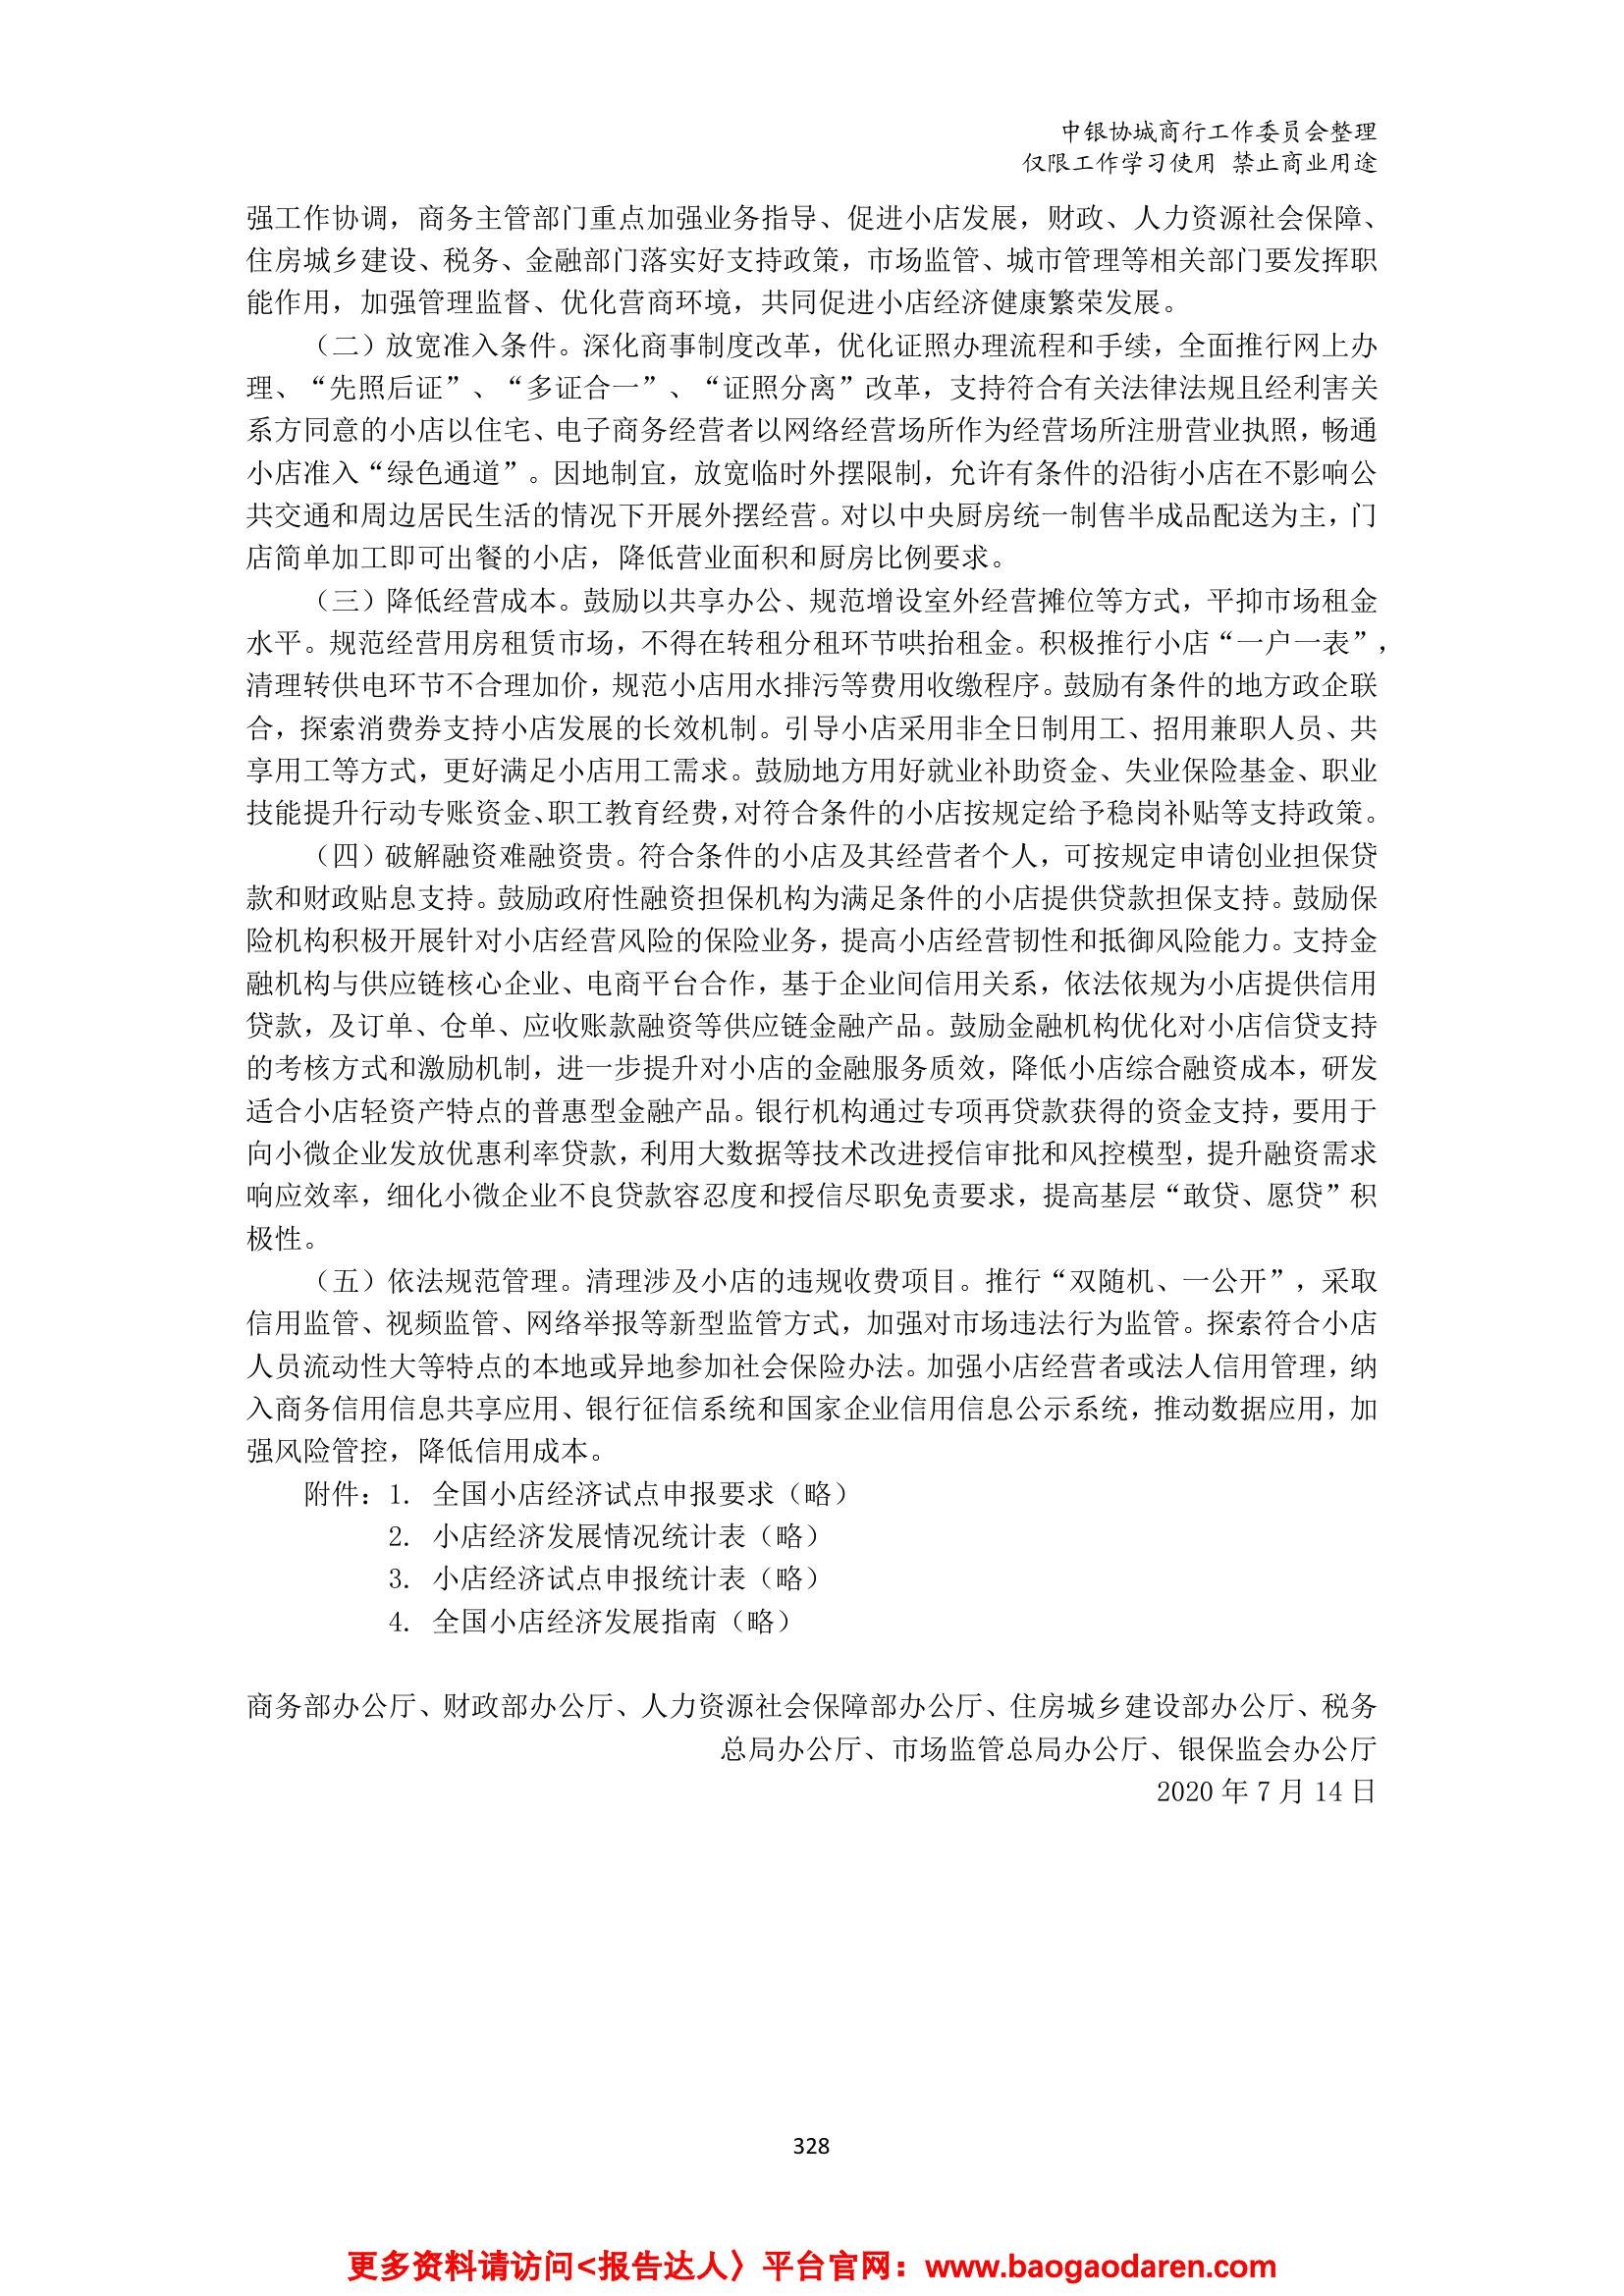 中银协城商行工作委员会整理
仅限工作学习使用 禁止商业用途
强工作协调，商务主管部门重点加强业务指导、促进小店发展，财政、人力资源社会保障、
住房城乡建设、税务、金融部门落实好支持政策，市场监管、城市管理等相关部门要发挥职
能作用，加强管理监督、优化营商环境，共同促进小店经济健康繁荣发展。
（二）放宽准入条件。深化商事制度改革，优化证照办理流程和手续，全面推行网上办
理、“先照后证”、“多证合一”、“证照分离”改革，支持符合有关法律法规且经利害关
系方同意的小店以住宅、电子商务经营者以网络经营场所作为经营场所注册营业执照，畅通
小店准入“绿色通道”。因地制宜，放宽临时外摆限制，允许有条件的沿街小店在不影响公
共交通和周边居民生活的情况下开展外摆经营。对以中央厨房统一制售半成品配送为主，门
店简单加工即可出餐的小店，降低营业面积和厨房比例要求。
（三）降低经营成本。鼓励以共享办公、规范增设室外经营摊位等方式，平抑市场租金
水平。规范经营用房租赁市场，不得在转租分租环节哄抬租金。积极推行小店“一户一表”，
清理转供电环节不合理加价，规范小店用水排污等费用收缴程序。鼓励有条件的地方政企联
合，探索消费券支持小店发展的长效机制。引导小店采用非全日制用工、招用兼职人员、共
享用工等方式，更好满足小店用工需求。鼓励地方用好就业补助资金、失业保险基金、职业
技能提升行动专账资金、职工教育经费，对符合条件的小店按规定给予稳岗补贴等支持政策。
（四）破解融资难融资贵。符合条件的小店及其经营者个人，可按规定申请创业担保贷
款和财政贴息支持。鼓励政府性融资担保机构为满足条件的小店提供贷款担保支持。鼓励保
险机构积极开展针对小店经营风险的保险业务，提高小店经营韧性和抵御风险能力。支持金
融机构与供应链核心企业、电商平台合作，基于企业间信用关系，依法依规为小店提供信用
贷款，及订单、仓单、应收账款融资等供应链金融产品。鼓励金融机构优化对小店信贷支持
的考核方式和激励机制，进一步提升对小店的金融服务质效，降低小店综合融资成本，研发
适合小店轻资产特点的普惠型金融产品。银行机构通过专项再贷款获得的资金支持，要用于
向小微企业发放优惠利率贷款，利用大数据等技术改进授信审批和风控模型，提升融资需求
响应效率，细化小微企业不良贷款容忍度和授信尽职免责要求，提高基层“敢贷、愿贷”积
极性。
（五）依法规范管理。清理涉及小店的违规收费项目。推行“双随机、一公开”，采取
信用监管、视频监管、网络举报等新型监管方式，加强对市场违法行为监管。探索符合小店
人员流动性大等特点的本地或异地参加社会保险办法。加强小店经营者或法人信用管理，纳
入商务信用信息共享应用、银行征信系统和国家企业信用信息公示系统，推动数据应用，加
强风险管控，降低信用成本。
附件：1. 全国小店经济试点申报要求（略）
2. 小店经济发展情况统计表（略）
3. 小店经济试点申报统计表（略）
4. 全国小店经济发展指南（略）
商务部办公厅、财政部办公厅、人力资源社会保障部办公厅、住房城乡建设部办公厅、税务
总局办公厅、市场监管总局办公厅、银保监会办公厅
2020 年 7 月 14 日
328
更多资料请访问<报告达人〉平台官网：www.baogaodaren.com